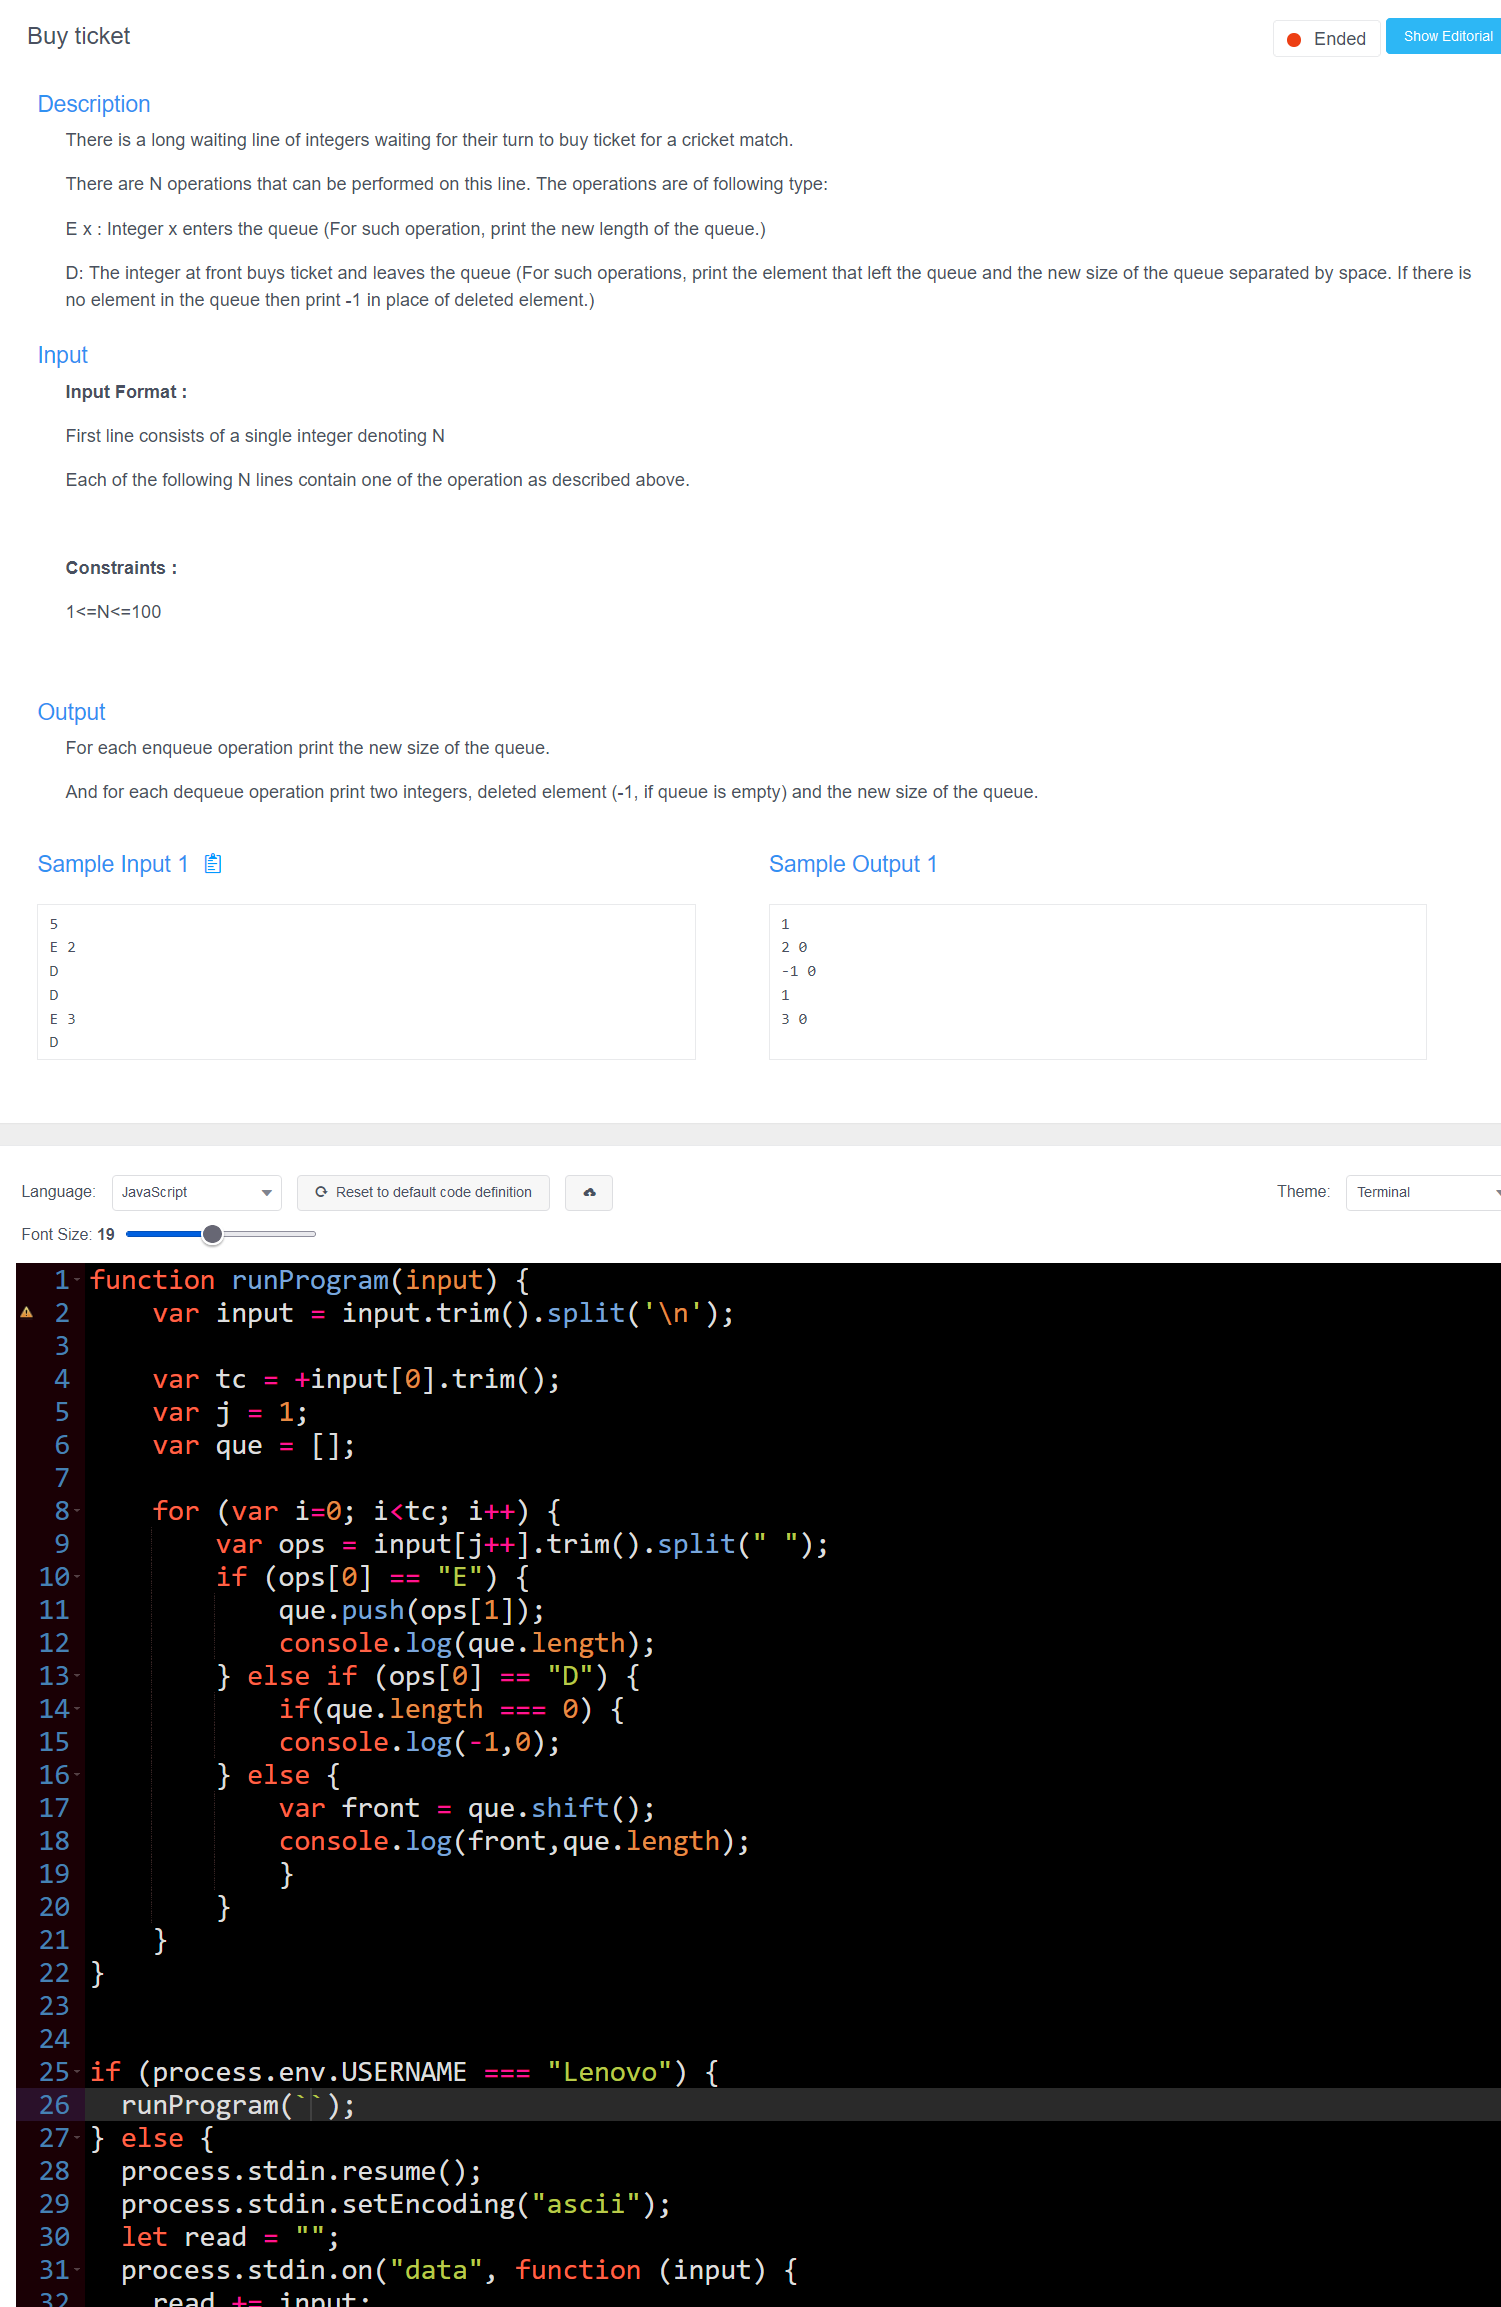 Buy ticket
Ended
Show Editorial
Description
There is a long waiting line of integers waiting for their turn to buy ticket for a cricket match.
There are N operations that can be performed on this line. The operations are of following type:
E x : Integer x enters the queue (For such operation, print the new length of the queue.)
D: The integer at front buys ticket and leaves the queue (For such operations, print the element that left the queue and the new size of the queue separated by space. If there is
no element in the queue then print -1 in place of deleted element.)
Input
Input Format :
First line consists of a single integer denoting N
Each of the following N lines contain one of the operation as described above.
Constraints :
1<=N<=100
Output
For each enqueue operation print the new size of the queue.
And for each dequeue operation print two integers, deleted element (-1, if queue is empty) and the new size of the queue.
Sample Input 1
5
E 2
D
D
E 3
D
Sample Output 1
1
2 0
-1 0
1
3 0
Language: JavaScript Reset to default code definition Theme: Terminal
Font Size: 19
1 function runProgram(input) {
2     var input = input.trim().split('\n');
3
4     var tc = +input[0].trim();
5     var j = 1;
6     var que = [];
7
8     for (var i=0; i<tc; i++) {
9         var ops = input[j++].trim().split(" ");
10         if (ops[0] == "E") {
11             que.push(ops[1]);
12             console.log(que.length);
13         } else if (ops[0] == "D") {
14             if(que.length === 0) {
15             console.log(-1,0);
16         } else {
17             var front = que.shift();
18             console.log(front,que.length);
19             }
20         }
21     }
22 }
23
24
25 if (process.env.USERNAME === "Lenovo") {
26   runProgram(``);
27 } else {
28   process.stdin.resume();
29   process.stdin.setEncoding("ascii");
30   let read = "";
31   process.stdin.on("data", function (input) {
32     read += input;